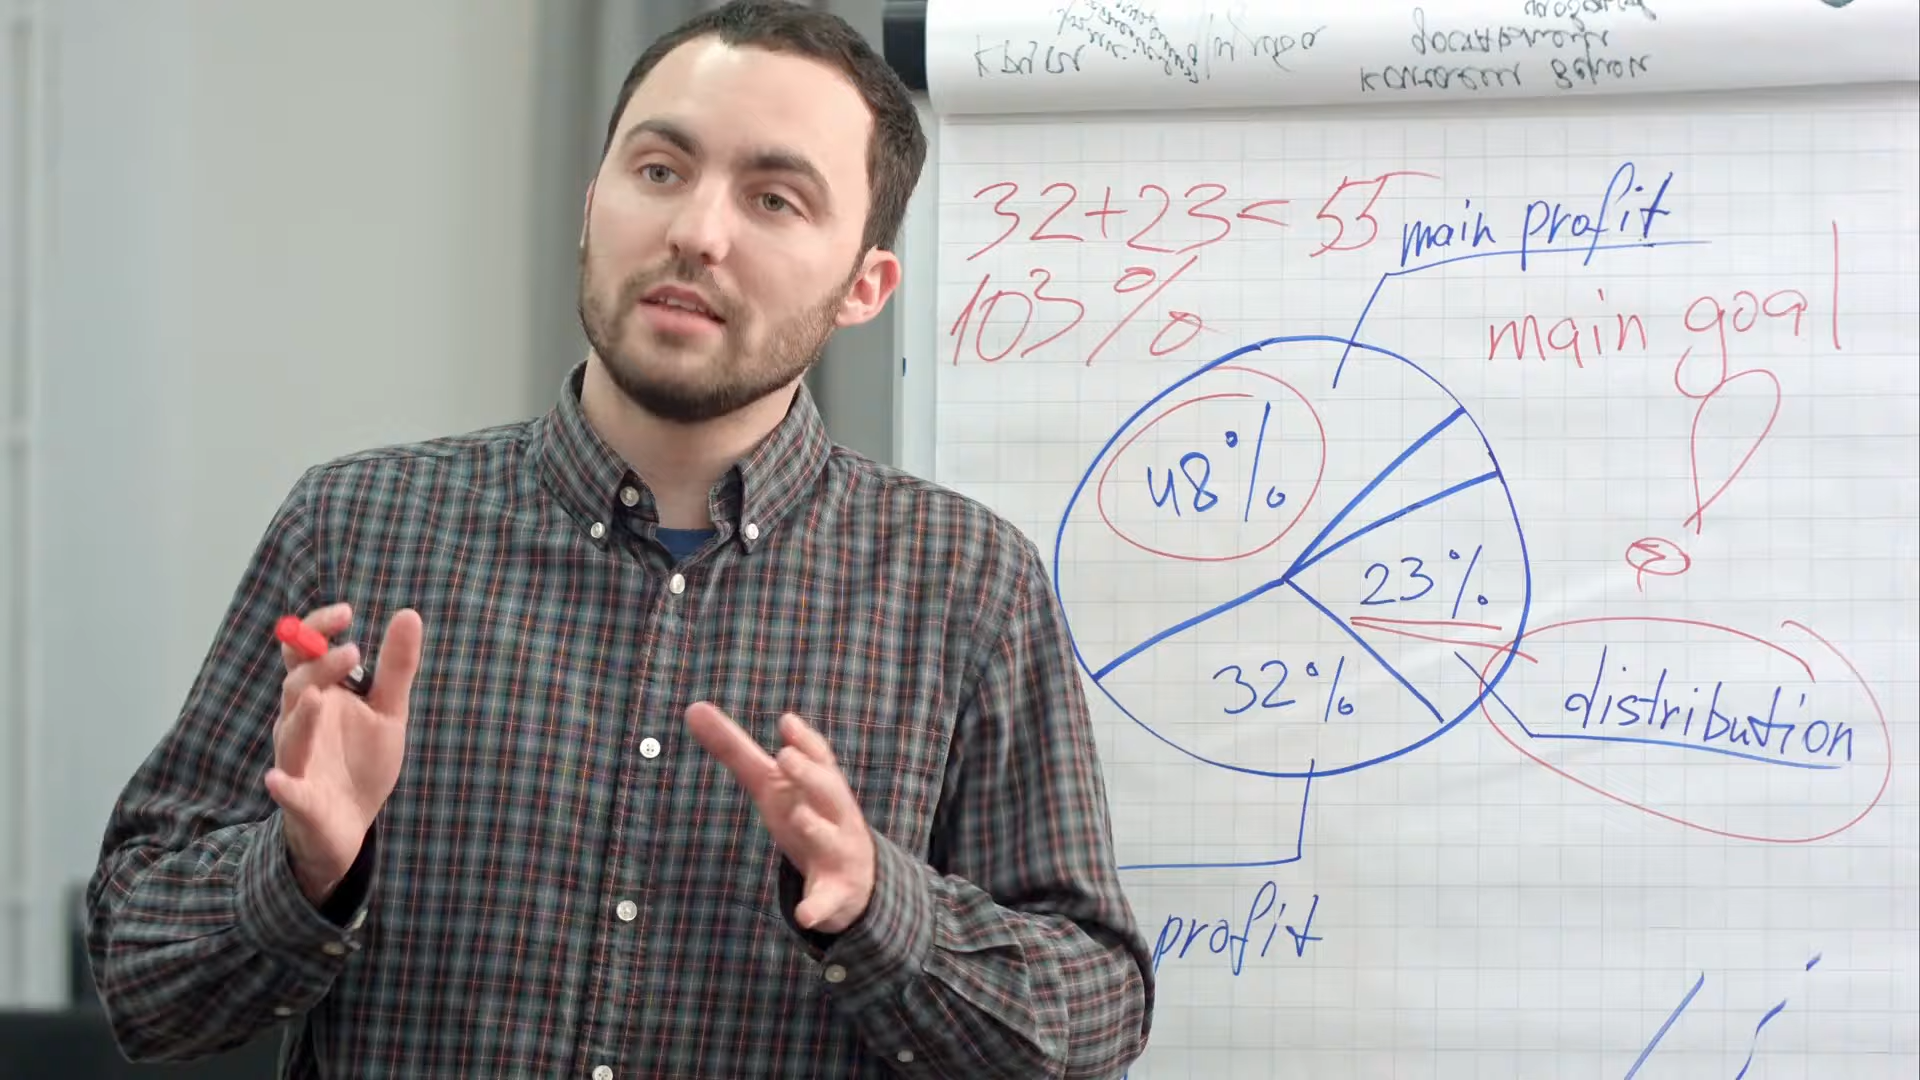 32+23= 55
main profit
103%
main goal
48%
23%
32%
distribution
profit